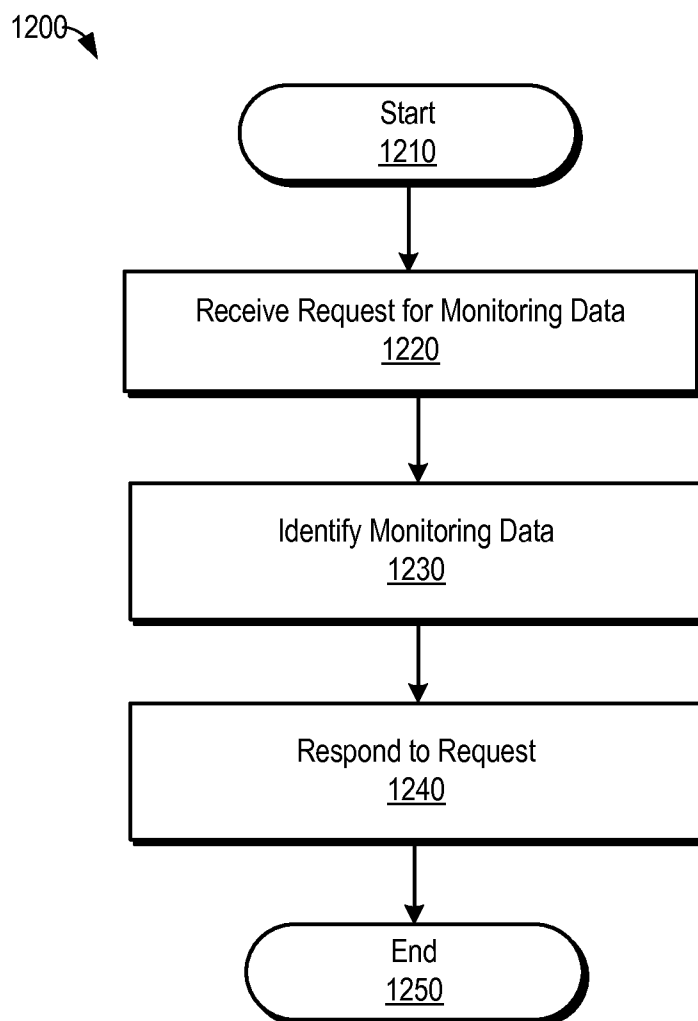 1200
Start
1210
Receive Request for Monitoring Data
1220
Identify Monitoring Data
1230
Respond to Request
1240
End
1250